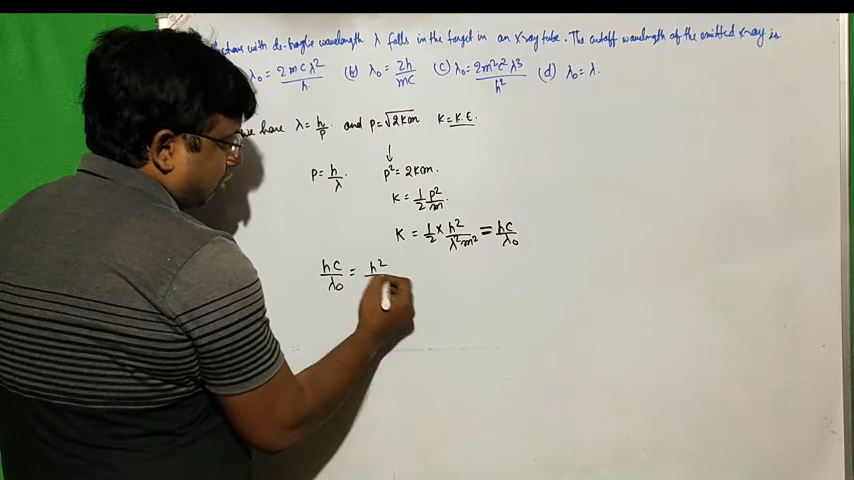 with de-broglie wavelength λ falls in the target in an x ray tube. The cutoff wavelength of the emitted x-ray is.
λ₀ = 2mcλ²/h. (b) λ₀ = 2h/mc (c) λ₀ = 2m²c²λ³/h² (d) λ₀ = λ.
we have λ = h/p. and p = √2Km K = K.E.
↓
p = h/λ. p² = 2Km.
K = 1/2 p²/m.
K = 1/2 × h²/λ²m² = hc/λ₀
hc/λ₀ = h²